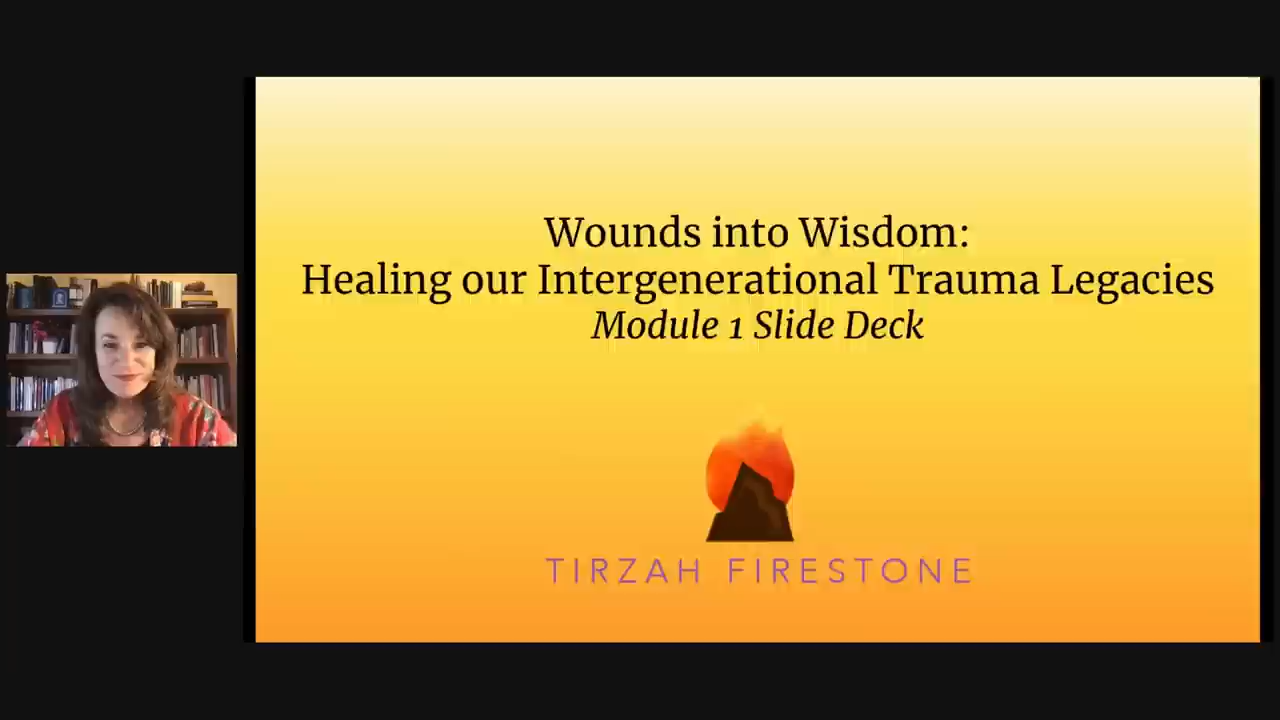 Wounds into Wisdom:
Healing our Intergenerational Trauma Legacies
Module 1 Slide Deck
TIRZAH FIRESTONE